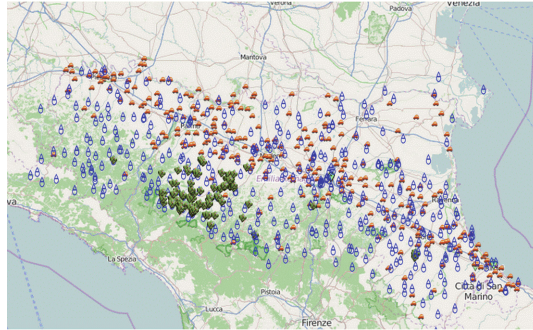 Verona
Venezia
Padova
Mantova
Ferrara
La Spezia
Pistoia
Lucca
Firenze
Città di San
Marino